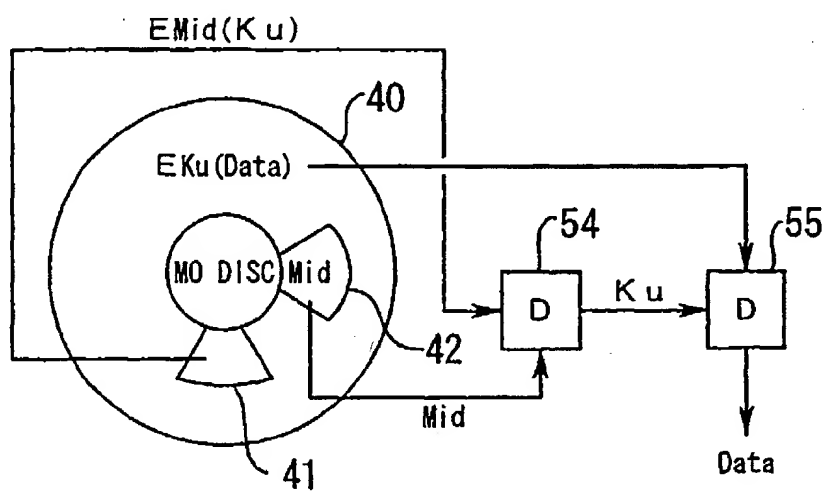 EMid(Ku)
40
EKu(Data)
54
55
MO DISC
Mid
D
Ku
D
42
Mid
41
Data